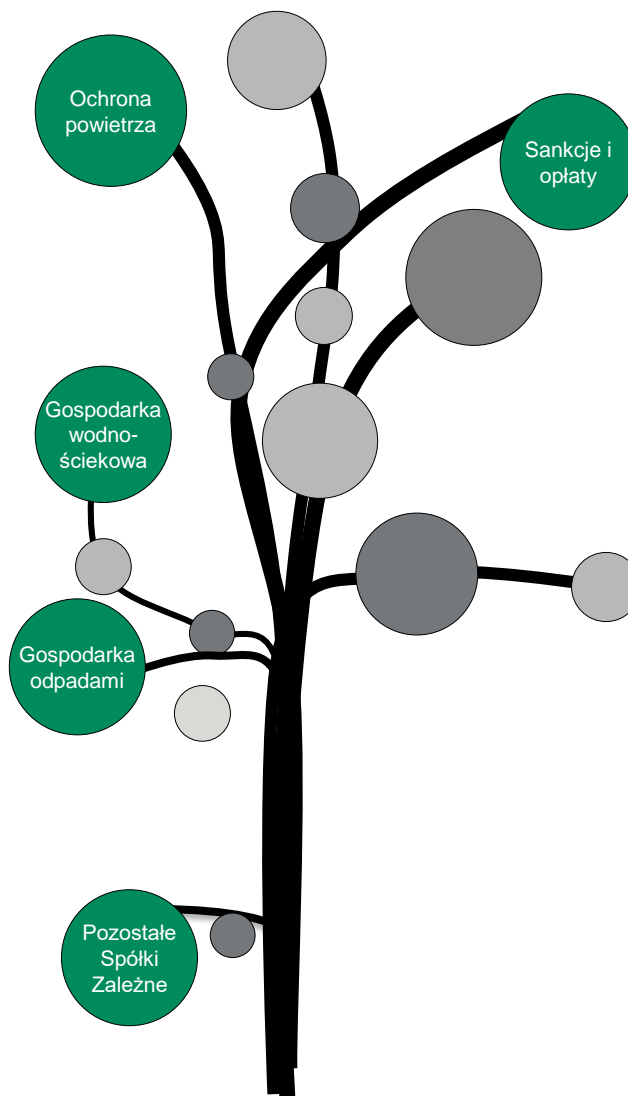 Ochrona
powietrza
Sankcje i
opłaty
Gospodarka
wodno-
ściekowa
Gospodarka
odpadami
Pozostałe
Spółki
Zależne